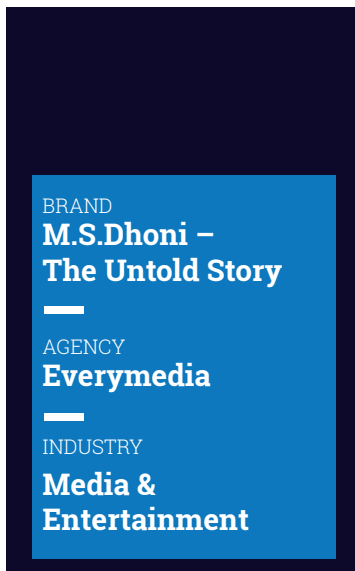 BRAND
M.S.Dhoni –
The Untold Story
AGENCY
Everymedia
INDUSTRY
Media &
Entertainment